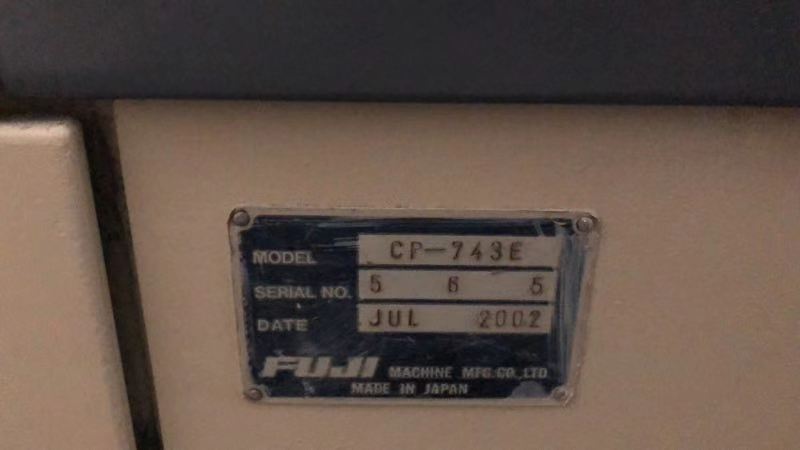 MODEL CP-743E
SERIAL NO. 5 6 5
DATE JUL 2002
FUJI MACHINE MFG.CO.,LTD
MADE IN JAPAN